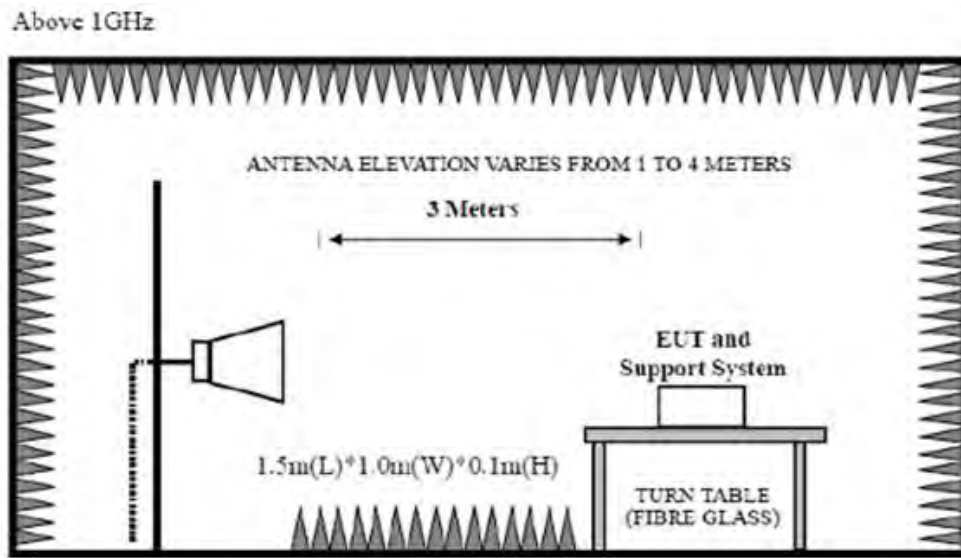 Above 1GHz
ANTENNA ELEVATION VARIES FROM 1 TO 4 METERS
3 Meters
EUT and
Support System
1.5m(L)*1.0m(W)*0.1m(H)
TURN TABLE
(FIBRE GLASS)